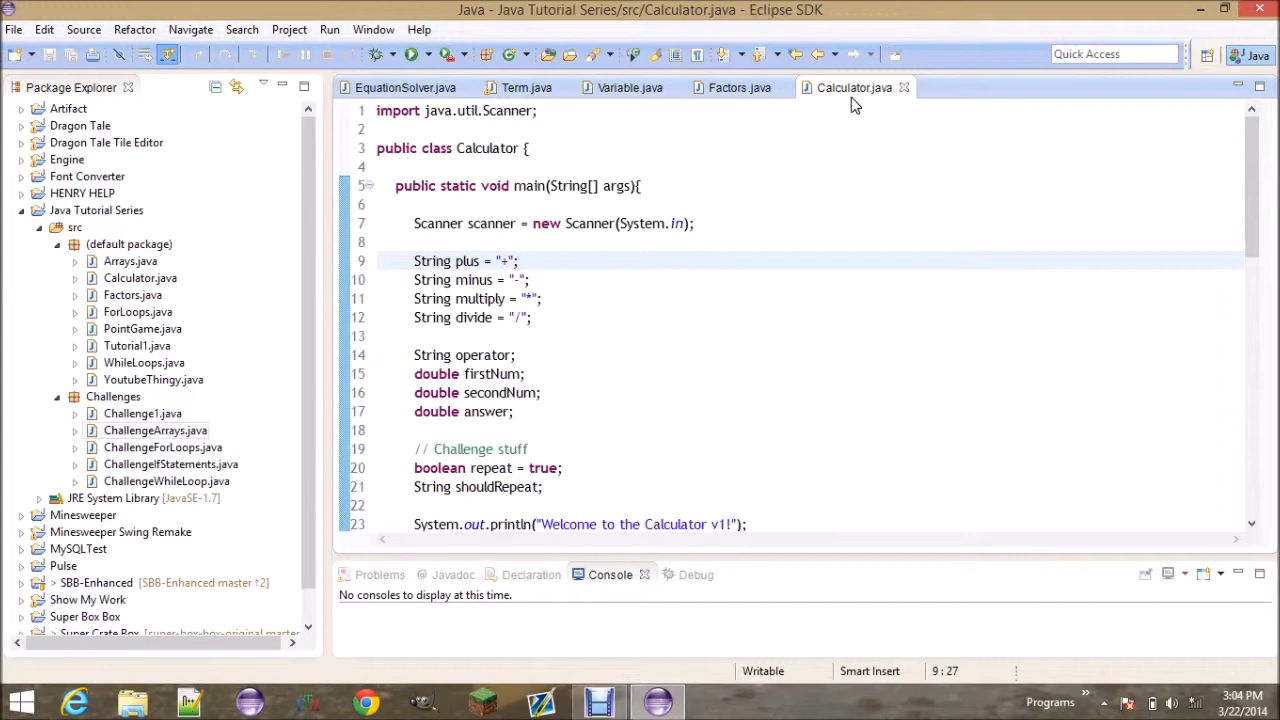 Java - Java Tutorial Series/src/Calculator.java - Eclipse SDK
File Edit Source Refactor Navigate Search Project Run Window Help
Quick Access
Java
Package Explorer
Artifact
Dragon Tale
Dragon Tale Tile Editor
Engine
Font Converter
HENRY HELP
Java Tutorial Series
src
(default package)
Arrays.java
Calculator.java
Factors.java
ForLoops.java
PointGame.java
Tutorial1.java
WhileLoops.java
YoutubeThingy.java
Challenges
Challenge1.java
ChallengeArrays.java
ChallengeForLoops.java
ChallengeIfStatements.java
ChallengeWhileLoop.java
JRE System Library [JavaSE-1.7]
Minesweeper
Minesweeper Swing Remake
MySQLTest
Pulse
> SBB-Enhanced [SBB-Enhanced master ↑2]
Show My Work
Super Box Box
> Super Crate Box [super-box-box-original master
EquationSolver.java Term.java Variable.java Factors.java Calculator.java
1 import java.util.Scanner;
2
3 public class Calculator {
4
5 public static void main(String[] args){
6
7 Scanner scanner = new Scanner(System.in);
8
9 String plus = "+";
10 String minus = "-";
11 String multiply = "*";
12 String divide = "/";
13
14 String operator;
15 double firstNum;
16 double secondNum;
17 double answer;
18
19 // Challenge stuff
20 boolean repeat = true;
21 String shouldRepeat;
22
23 System.out.println("Welcome to the Calculator v1!");
Problems Javadoc Declaration Console Debug
No consoles to display at this time.
Writable Smart Insert 9 : 27
Programs
3:04 PM
3/22/2014